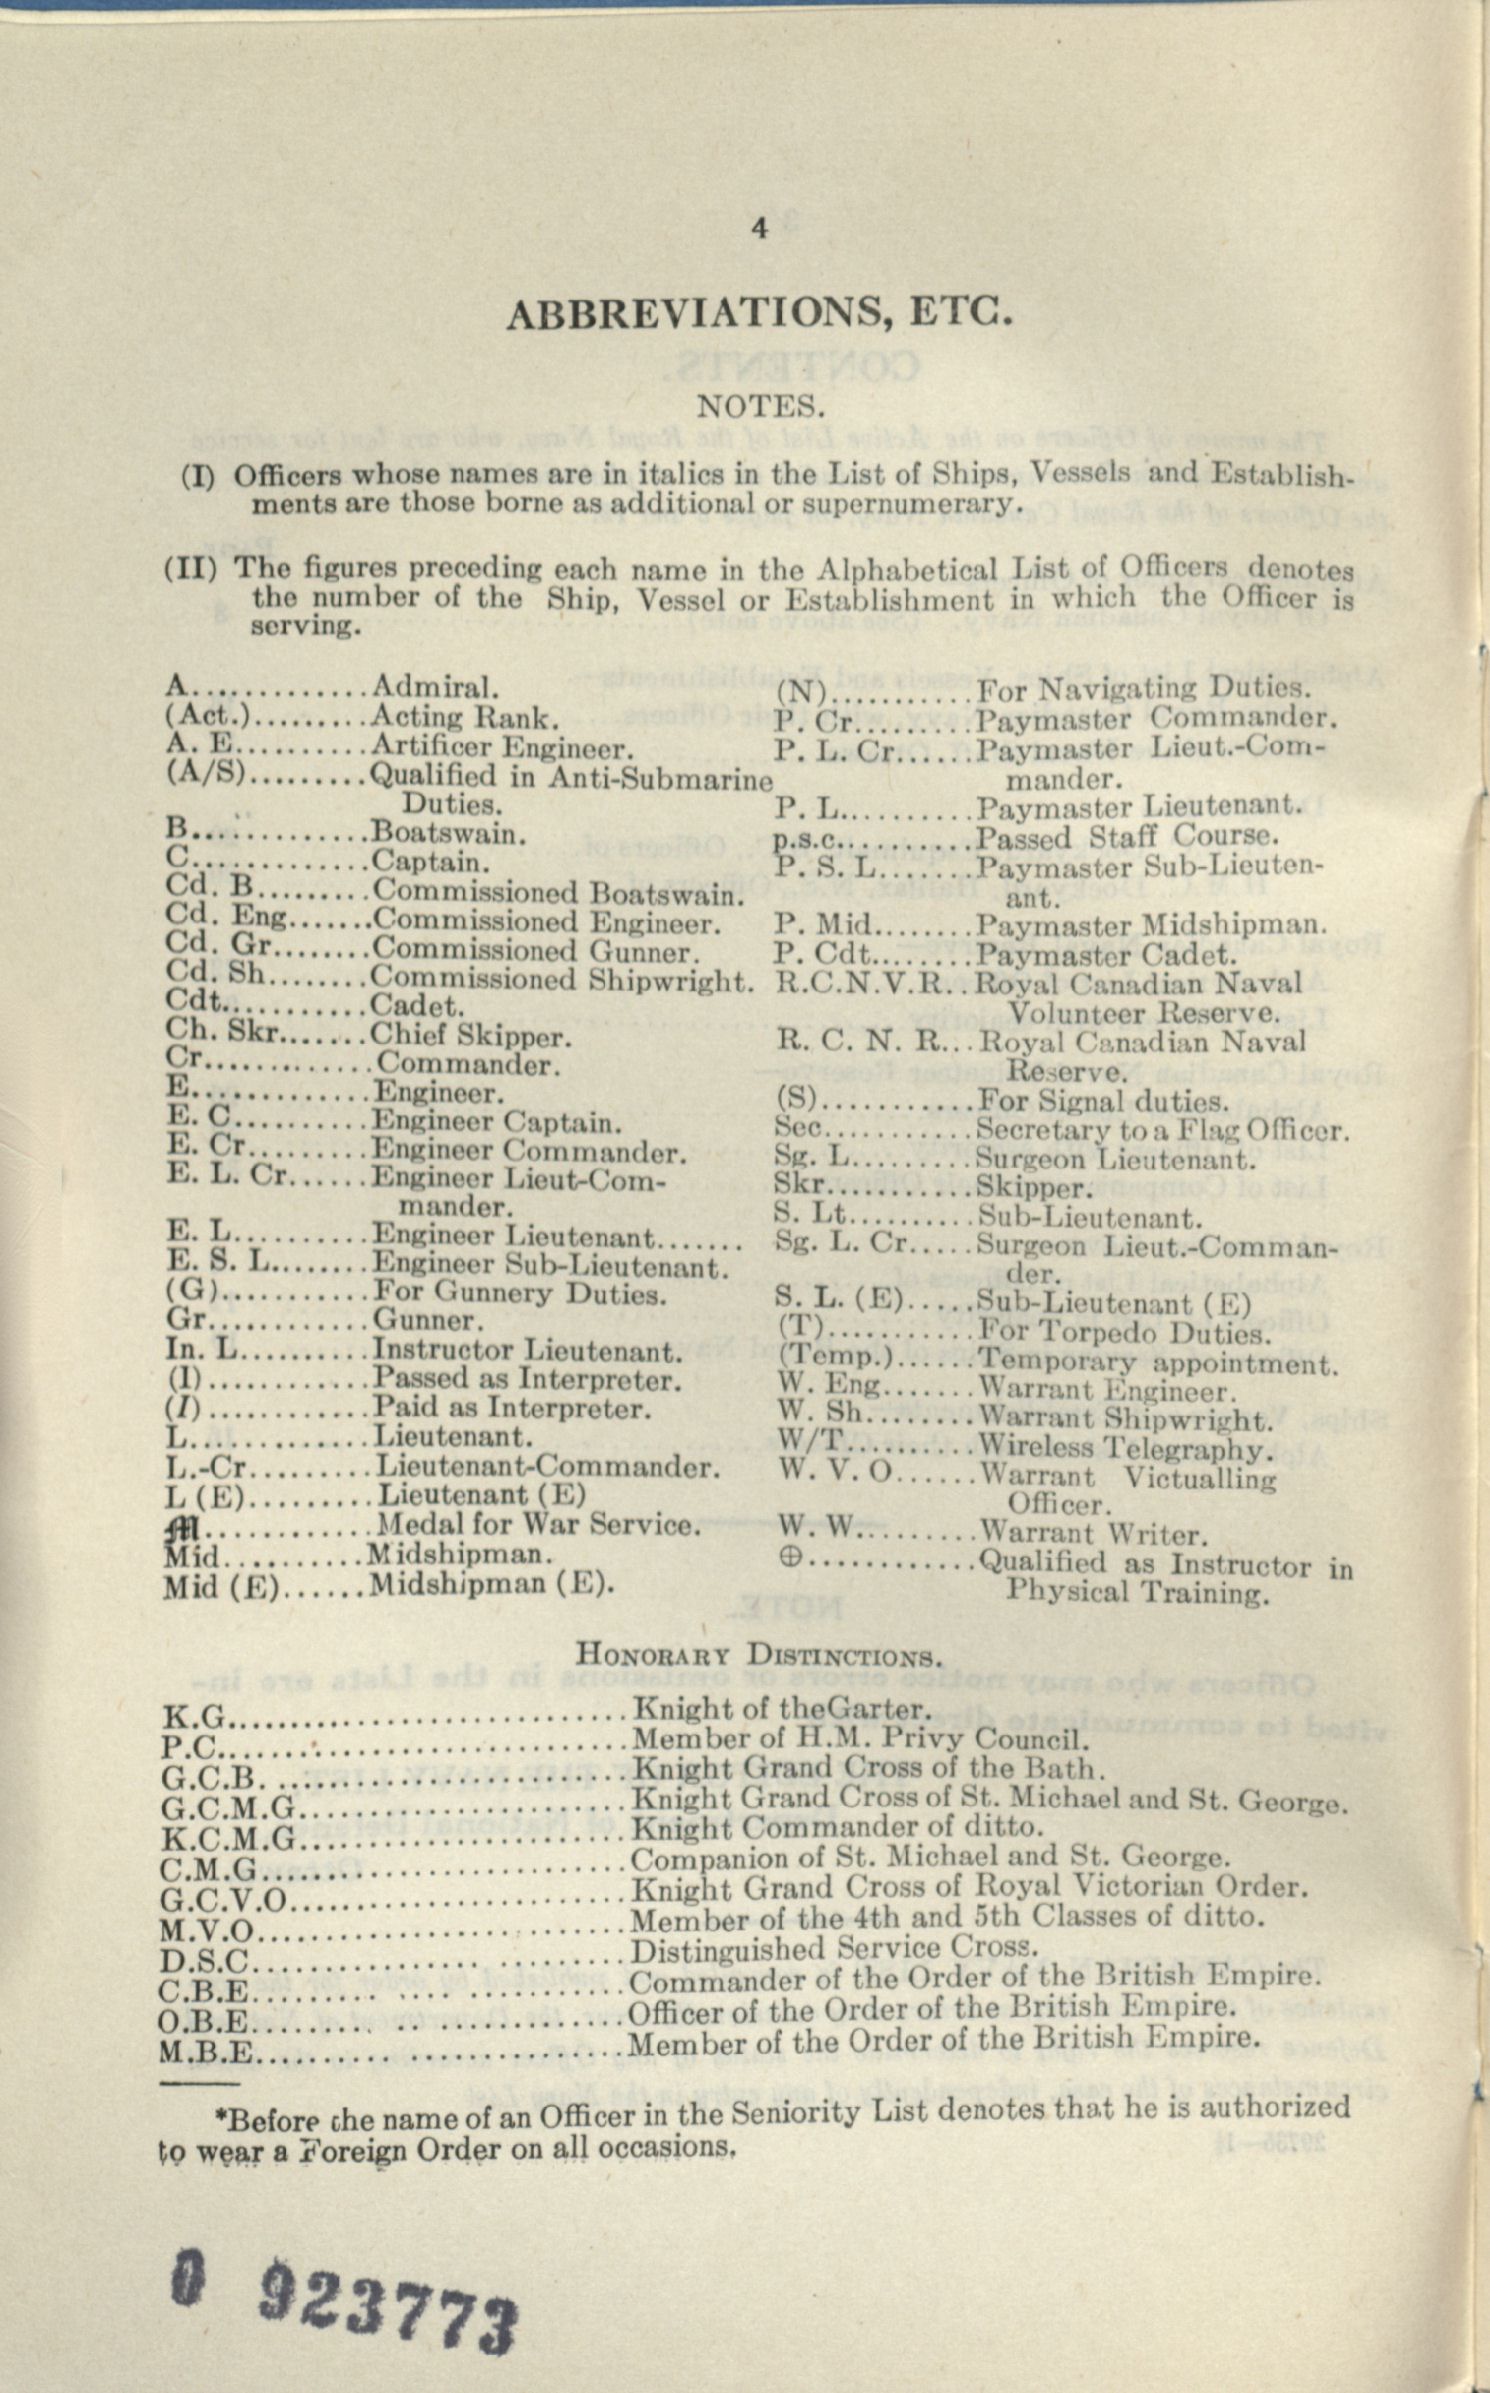 4
ABBREVIATIONS, ETC.
NOTES.
(I) Officers whose names are in italics in the List of Ships, Vessels and Establish-
ments are those borne as additional or supernumerary.
(II) The figures preceding each name in the Alphabetical List of Officers denotes
the number of the Ship, Vessel or Establishment in which the Officer is
serving.
A..............Admiral.
(Act.).........Acting Rank.
A. E..........Artificer Engineer.
(A/S).........Qualified in Anti-Submarine
Duties.
B..............Boatswain.
C..............Captain.
Cd. B.........Commissioned Boatswain.
Cd. Eng.......Commissioned Engineer.
Cd. Gr........Commissioned Gunner.
Cd. Sh........Commissioned Shipwright.
Cdt...........Cadet.
Ch. Skr.......Chief Skipper.
Cr.............Commander.
E..............Engineer.
E. C..........Engineer Captain.
E. Cr.........Engineer Commander.
E. L. Cr......Engineer Lieut-Com-
mander.
E. L..........Engineer Lieutenant.......
E. S. L........Engineer Sub-Lieutenant.
(G)...........For Gunnery Duties.
Gr............Gunner.
In. L..........Instructor Lieutenant.
(I)............Passed as Interpreter.
(I)............Paid as Interpreter.
L..............Lieutenant.
L.-Cr.........Lieutenant-Commander.
L (E).........Lieutenant (E)
M.............Medal for War Service.
Mid...........Midshipman.
Mid (E)......Midshipman (E).
(N)...........For Navigating Duties.
P. Cr.........Paymaster Commander.
P. L. Cr......Paymaster Lieut.-Com-
mander.
P. L..........Paymaster Lieutenant.
p.s.c..........Passed Staff Course.
P. S. L.......Paymaster Sub-Lieuten-
ant.
P. Mid........Paymaster Midshipman.
P. Cdt........Paymaster Cadet.
R.C.N.V.R..Royal Canadian Naval
Volunteer Reserve.
R. C. N. R...Royal Canadian Naval
Reserve.
(S)............For Signal duties.
Sec............Secretary to a Flag Officer.
Sg. L.........Surgeon Lieutenant.
Skr...........Skipper.
S. Lt..........Sub-Lieutenant.
Sg. L. Cr.....Surgeon Lieut.-Comman-
der.
S. L. (E).....Sub-Lieutenant (E)
(T)...........For Torpedo Duties.
(Temp.)......Temporary appointment.
W. Eng.......Warrant Engineer.
W. Sh........Warrant Shipwright.
W/T..........Wireless Telegraphy.
W. V. O......Warrant Victualling
Officer.
W. W.........Warrant Writer.
⊕.............Qualified as Instructor in
Physical Training.
HONORARY DISTINCTIONS.
K.G..............................Knight of theGarter.
P.C..............................Member of H.M. Privy Council.
G.C.B. ..........................Knight Grand Cross of the Bath.
G.C.M.G........................Knight Grand Cross of St. Michael and St. George.
K.C.M.G........................Knight Commander of ditto.
C.M.G...........................Companion of St. Michael and St. George.
G.C.V.O.........................Knight Grand Cross of Royal Victorian Order.
M.V.O...........................Member of the 4th and 5th Classes of ditto.
D.S.C................. ..........Distinguished Service Cross.
C.B.E......... .... ............Commander of the Order of the British Empire.
O.B.E......... .. ..............Officer of the Order of the British Empire.
M.B.E.......... ................Member of the Order of the British Empire.
*Before the name of an Officer in the Seniority List denotes that he is authorized
to wear a Foreign Order on all occasions.
0 923773